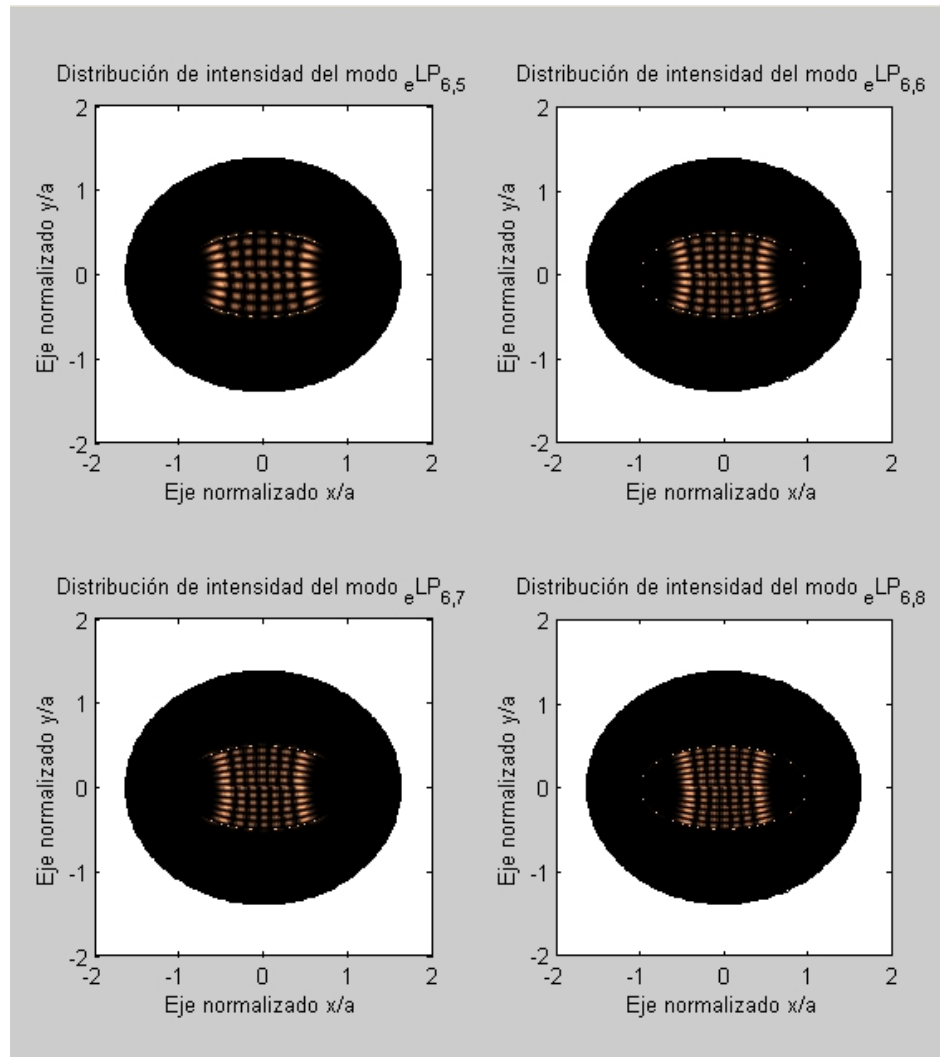 Distribución de intensidad del modo eLP6,5
2
1
0
-1
-2
-2 -1 0 1 2
Eje normalizado y/a
Eje normalizado x/a
Distribución de intensidad del modo eLP6,6
2
1
0
-1
-2
-2 -1 0 1 2
Eje normalizado y/a
Eje normalizado x/a
Distribución de intensidad del modo eLP6,7
2
1
0
-1
-2
-2 -1 0 1 2
Eje normalizado y/a
Eje normalizado x/a
Distribución de intensidad del modo eLP6,8
2
1
0
-1
-2
-2 -1 0 1 2
Eje normalizado y/a
Eje normalizado x/a